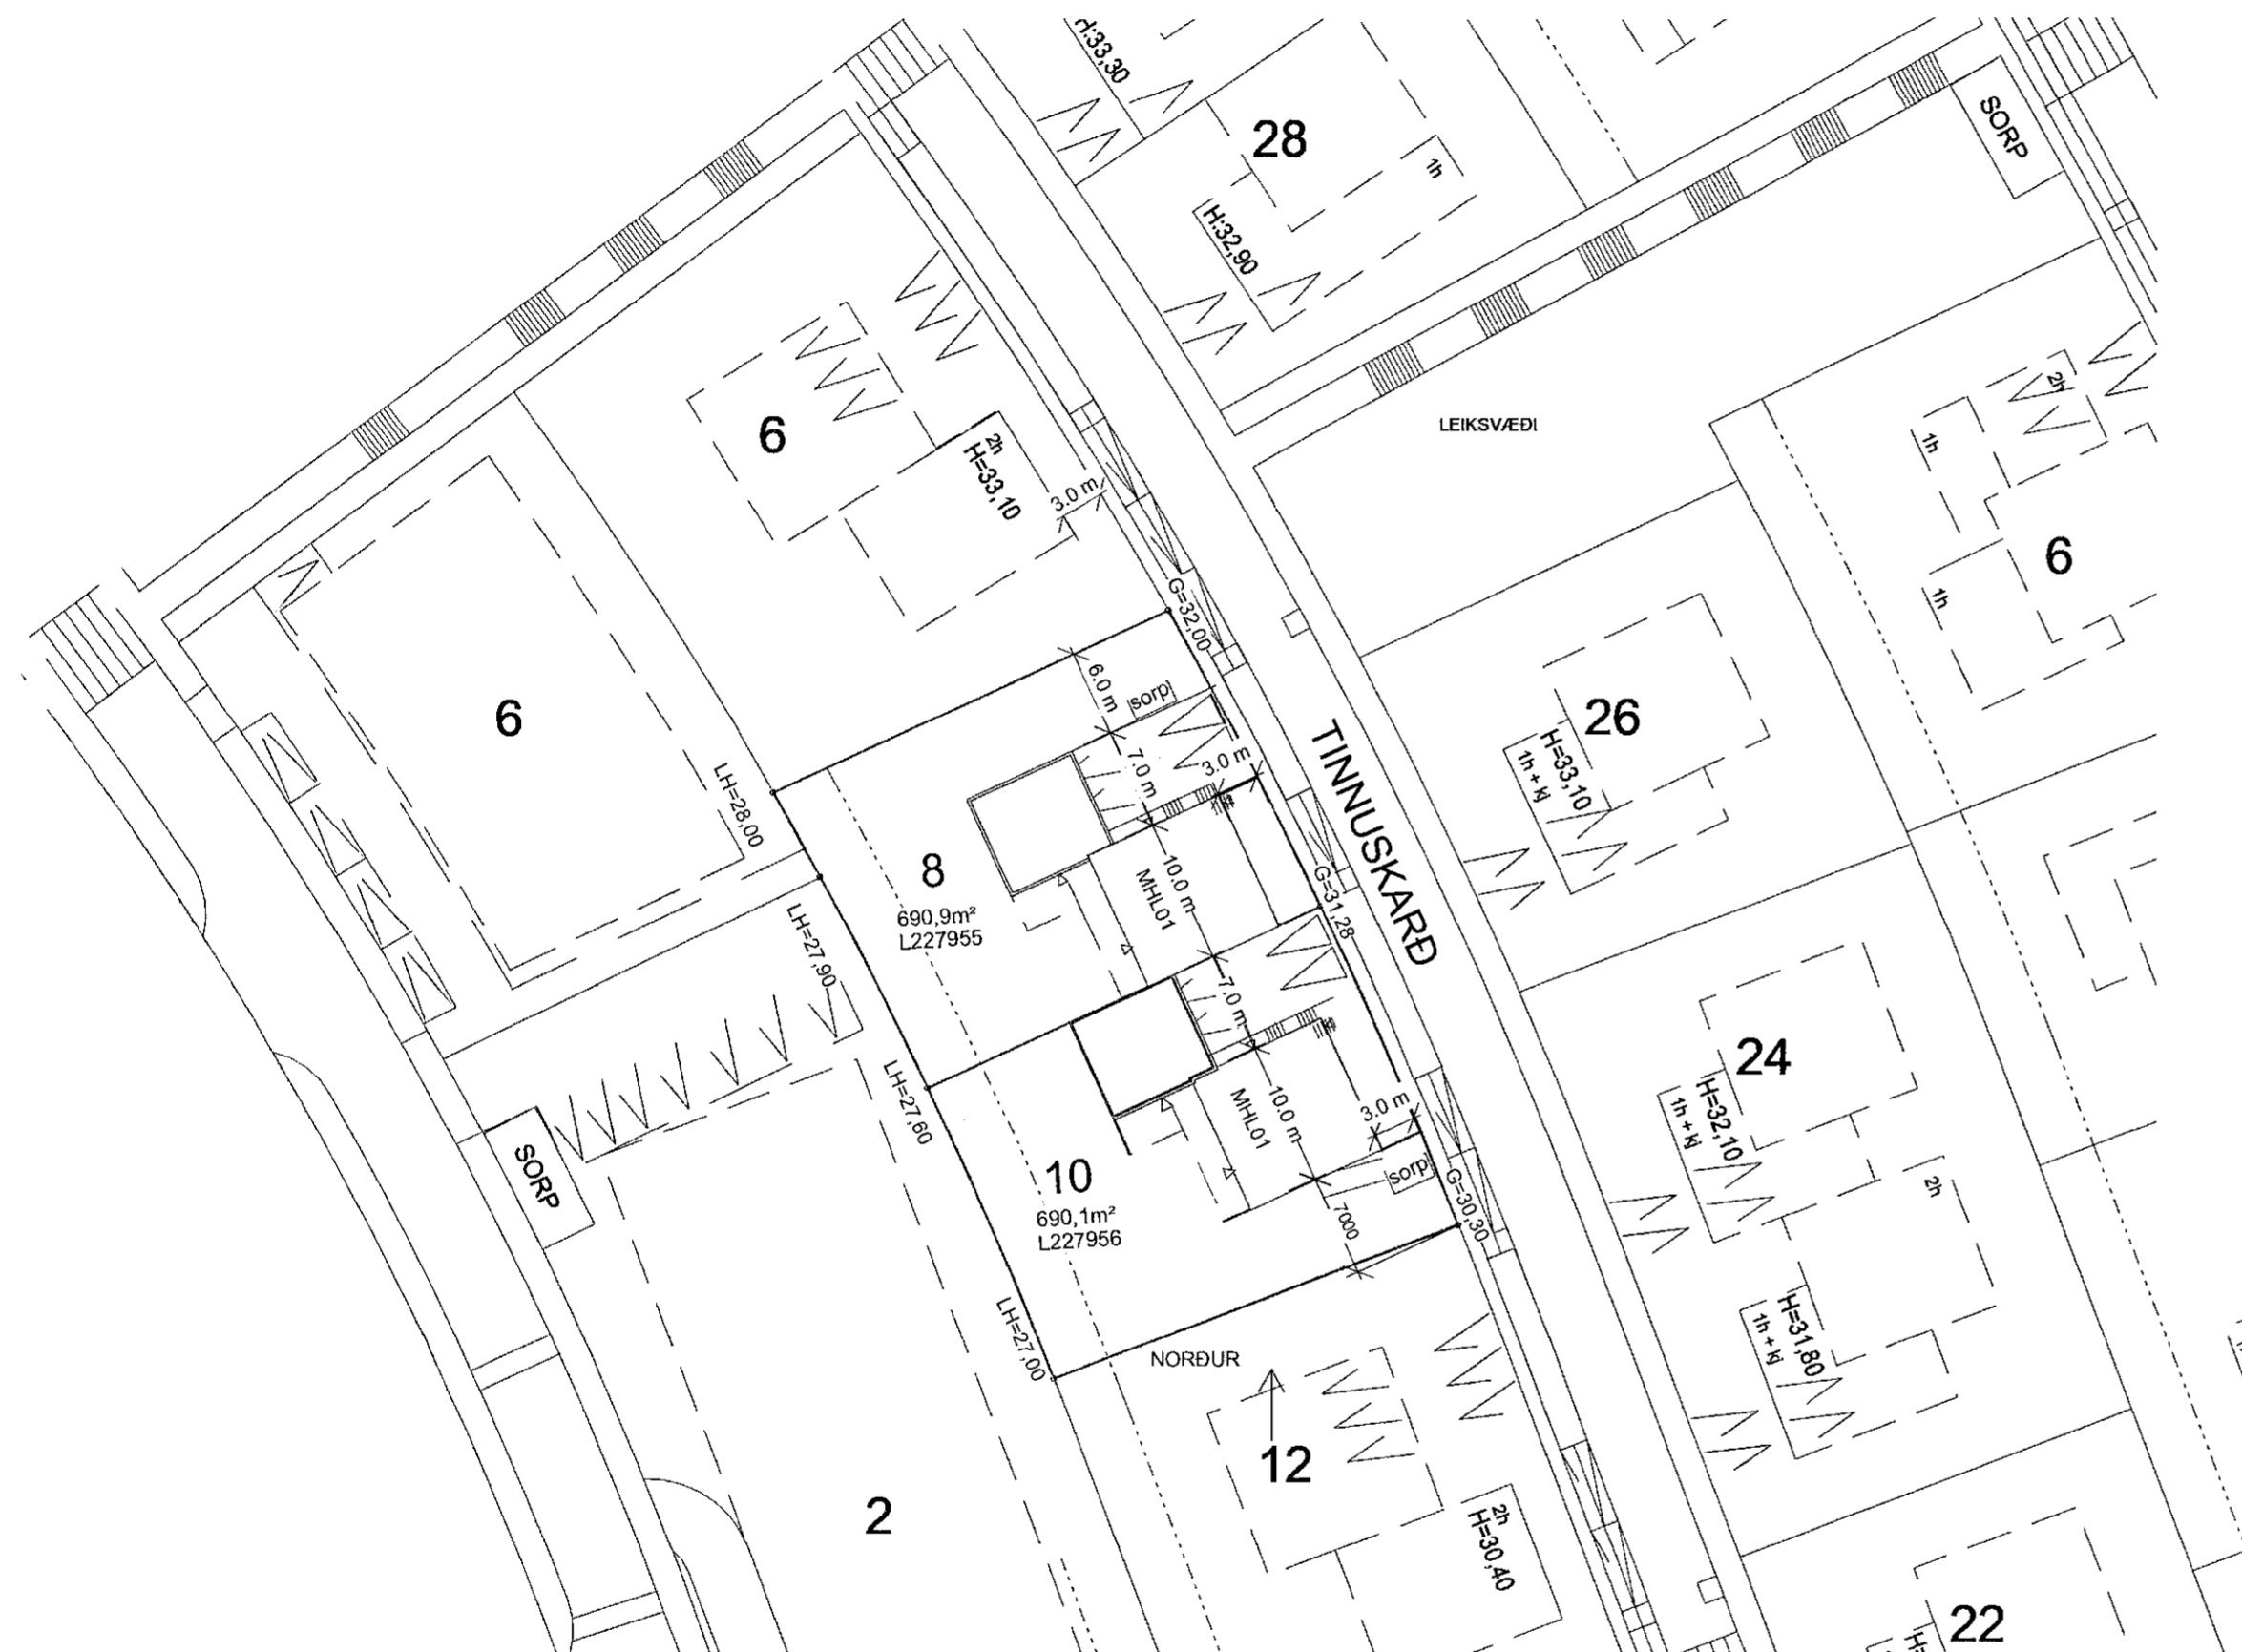 H:33,30
28
1h
H:32,90
SORP
LEIKSVÆÐI
6
2h
H=33,10
3.0 m
G=32,00
6
LH=28,00
6.0 m
sorp
7.0 m
3.0 m
8
690,9m²
L227955
10.0 m
MHL01
G=31,28
TINNUSKARÐ
LH=27,90
LH=27,60
7.0 m
10.0 m
MHL01
3.0 m
sorp
G=30,30
7000
10
690,1m²
L227956
LH=27,00
NORÐUR
SORP
2
12
2h
H=30,40
2h
1h
1h
6
26
H=33,10
1h + kj
24
H=32,10
1h + kj
2h
H=31,80
1h + kj
22